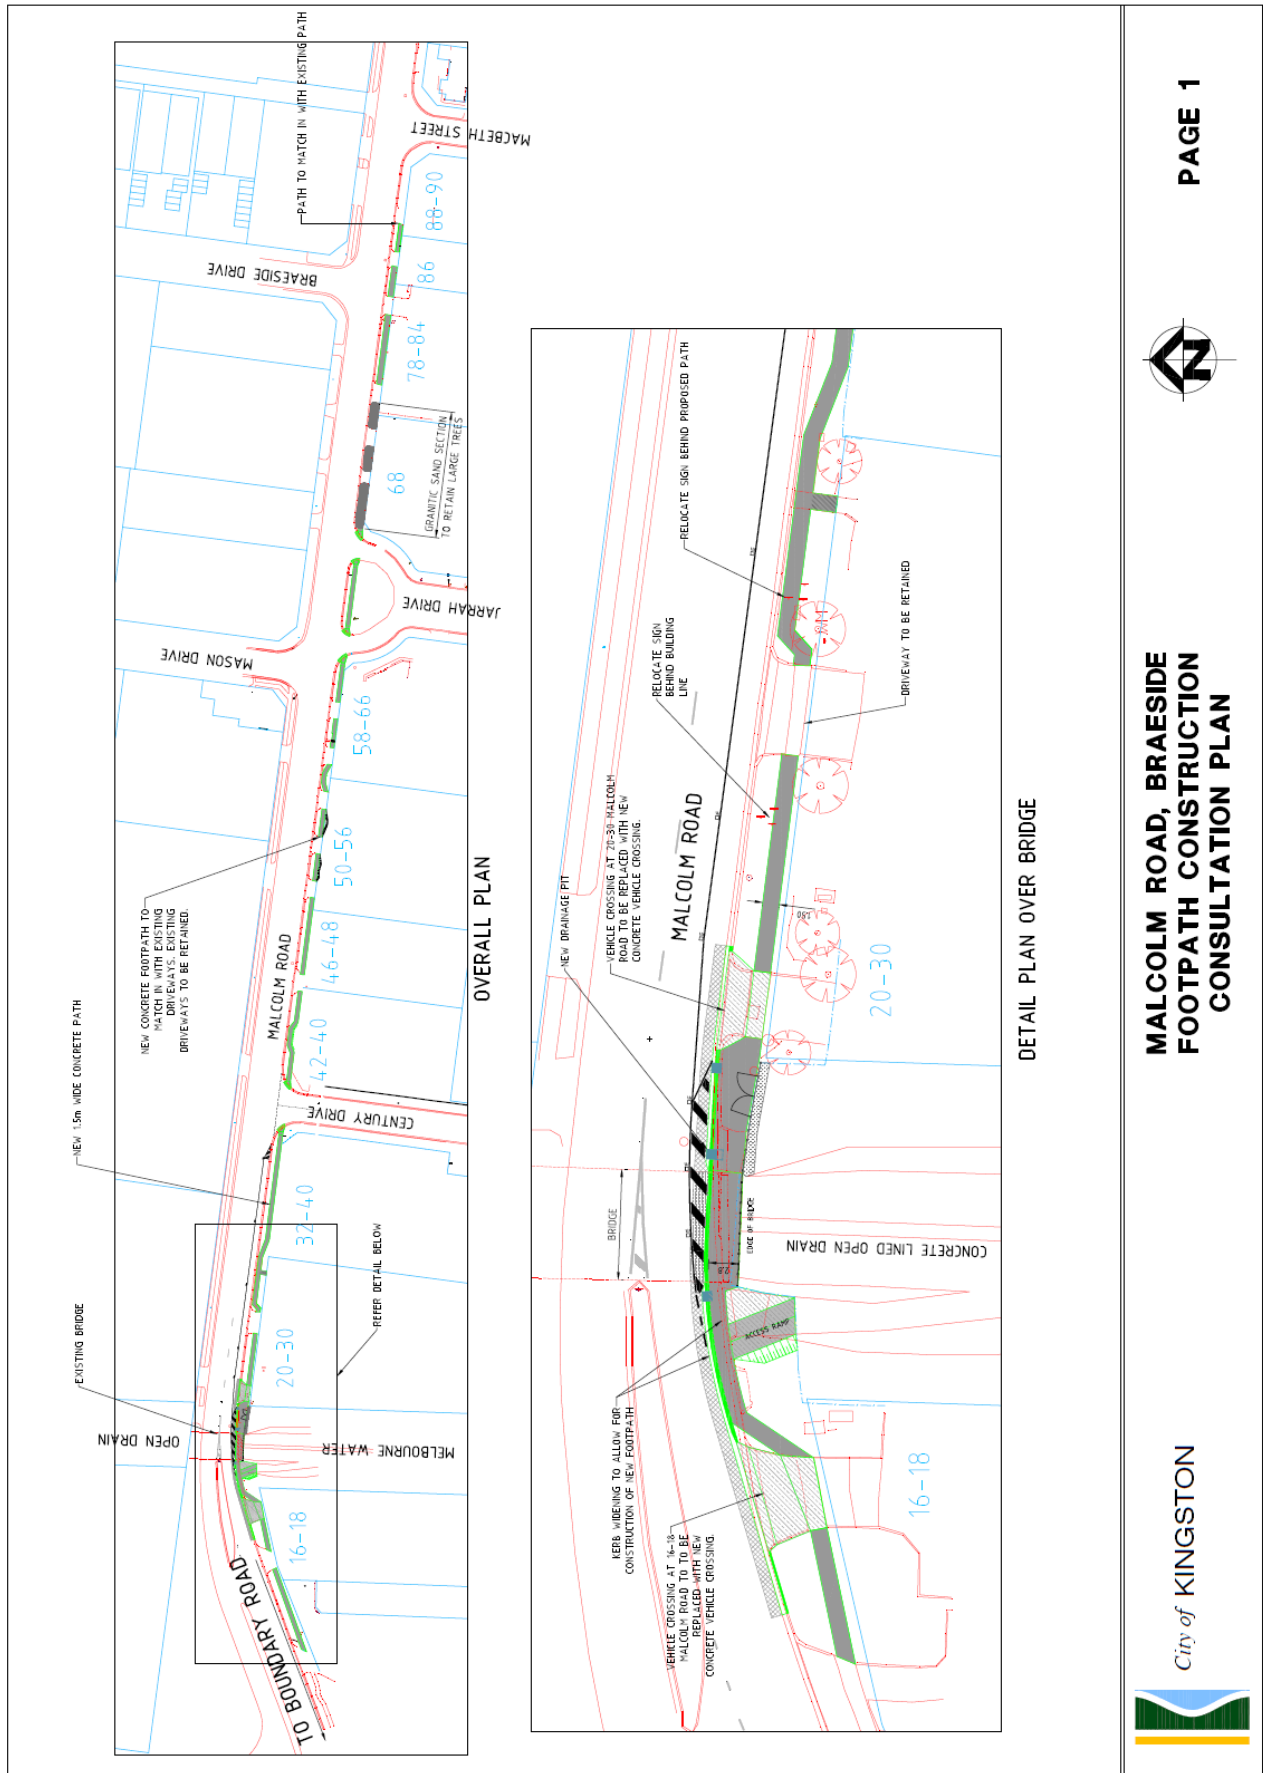 EXISTING BRIDGE
NEW 1.5m WIDE CONCRETE PATH
NEW CONCRETE FOOTPATH TO
MATCH IN WITH EXISTING
DRIVEWAYS. EXISTING
DRIVEWAYS TO BE RETAINED.
PATH TO MATCH IN WITH EXISTING PATH
OPEN DRAIN
MELBOURNE WATER
TO BOUNDARY ROAD
MALCOLM ROAD
MASON DRIVE
BRAESIDE DRIVE
CENTURY DRIVE
JARRAH DRIVE
MACBETH STREET
16-18
20-30
32-40
42-40
46-48
50-56
58-66
68
78-84
86
88-90
GRANITIC SAND SECTION
TO RETAIN LARGE TREES
REFER DETAIL BELOW
OVERALL PLAN
KERB WIDENING TO ALLOW FOR
CONSTRUCTION OF NEW FOOTPATH
VEHICLE CROSSING AT 16-18
MALCOLM ROAD TO TO BE
REPLACED WITH NEW
CONCRETE VEHICLE CROSSING.
BRIDGE
NEW DRAINAGE PIT
VEHICLE CROSSING AT 20-30 MALCOLM
ROAD TO BE REPLACED WITH NEW
CONCRETE VEHICLE CROSSING.
MALCOLM ROAD
RELOCATE SIGN
BEHIND BUILDING
LINE
RELOCATE SIGN BEHIND PROPOSED PATH
DRIVEWAY TO BE RETAINED
1.50
2.8
EDGE OF BRIDGE
ACCESS RAMP
CONCRETE LINED OPEN DRAIN
16-18
20-30
DETAIL PLAN OVER BRIDGE
City of KINGSTON
MALCOLM ROAD, BRAESIDE
FOOTPATH CONSTRUCTION
CONSULTATION PLAN
N
PAGE 1